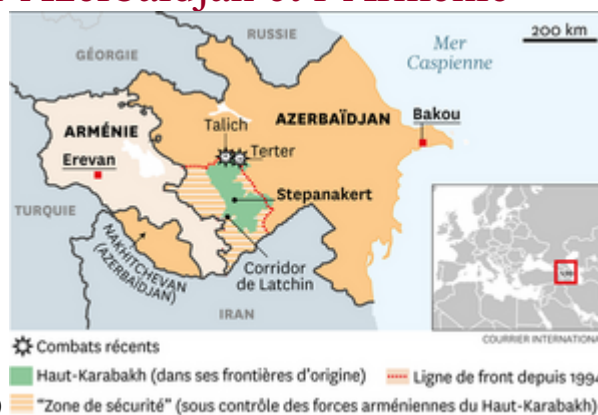 l'Azerbaïdjan et l'Arménie
RUSSIE
200 km
GÉORGIE
Mer
Caspienne
AZERBAÏDJAN
Bakou
Talich
ARMÉNIE
Terter
Erevan
Stepanakert
TURQUIE
NAKHITCHEVAN
(AZERBAÏDJAN)
Corridor
de Latchin
IRAN
COURRIER INTERNATIONA
Combats récents
Haut-Karabakh (dans ses frontières d'origine)
Ligne de front depuis 1994
"Zone de sécurité" (sous contrôle des forces arméniennes du Haut-Karabakh)